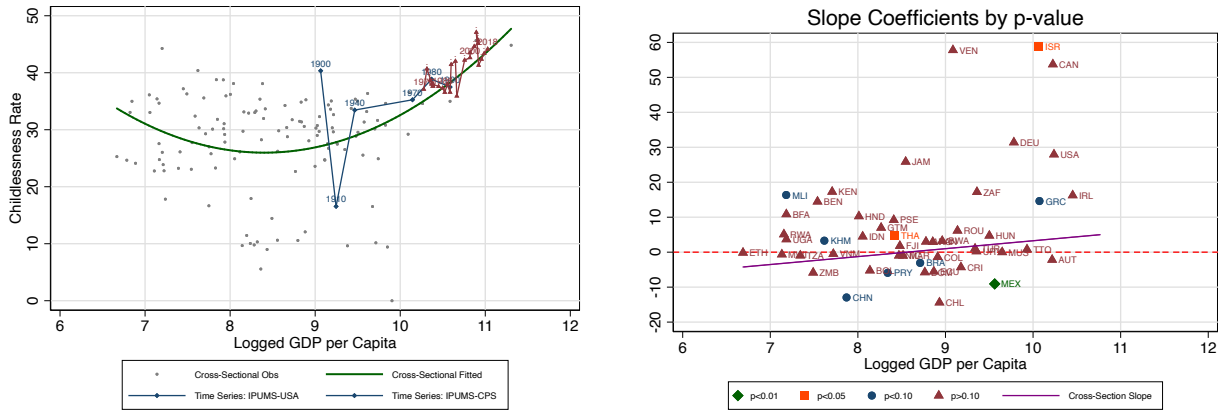 Childlessness Rate
50
40
30
20
10
0
1900
1910
1940
1970
1980
2000
2018
6 7 8 9 10 11 12
Logged GDP per Capita
Cross-Sectional Obs
Cross-Sectional Fitted
Time Series: IPUMS-USA
Time Series: IPUMS-CPS
Slope Coefficients by p-value
60
50
40
30
20
10
0
-10
-20
VEN
ISR
CAN
DEU
USA
JAM
MLI
KEN
BEN
ZAF
GRC
IRL
BFA
HND
PSE
GTM
RWA
UGA
KHM
IDN
THA
FJI
ROU
HUN
ETH
TZA
VNM
COL
MUS
TTO
AUT
ZMB
BOL
PRY
BRA
CRI
MEX
CHN
CHL
6 7 8 9 10 11 12
Logged GDP per Capita
p<0.01
p<0.05
p<0.10
p>0.10
Cross-Section Slope